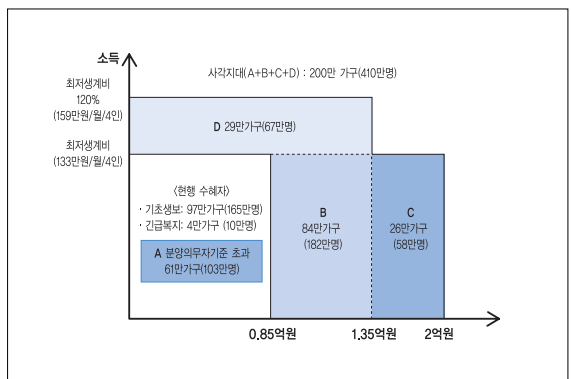 소득
사각지대(A+B+C+D) : 200만 가구(410만명)
최저생계비
120%
(159만원/월/4인)
D 29만가구(67만명)
최저생계비
(133만원/월/4인)
〈현행 수혜자〉
· 기초생보: 97만가구(165만명)
· 긴급복지: 4만가구 (10만명)
A 분양의무자기준 초과
61만가구(103만명)
B
84만가구
(182만명)
C
26만가구
(58만명)
0.85억원
1.35억원
2억원